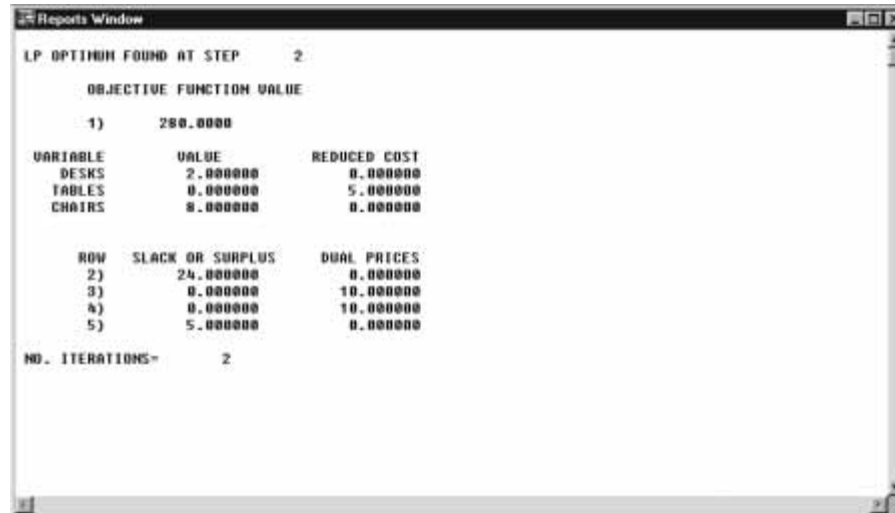 Reports Window
LP OPTIMUM FOUND AT STEP 2
OBJECTIVE FUNCTION VALUE
1) 280.0000
VARIABLE VALUE REDUCED COST
DESKS 2.000000 0.000000
TABLES 0.000000 5.000000
CHAIRS 8.000000 0.000000
ROW SLACK OR SURPLUS DUAL PRICES
2) 24.000000 0.000000
3) 0.000000 10.000000
4) 0.000000 10.000000
5) 5.000000 0.000000
NO. ITERATIONS= 2